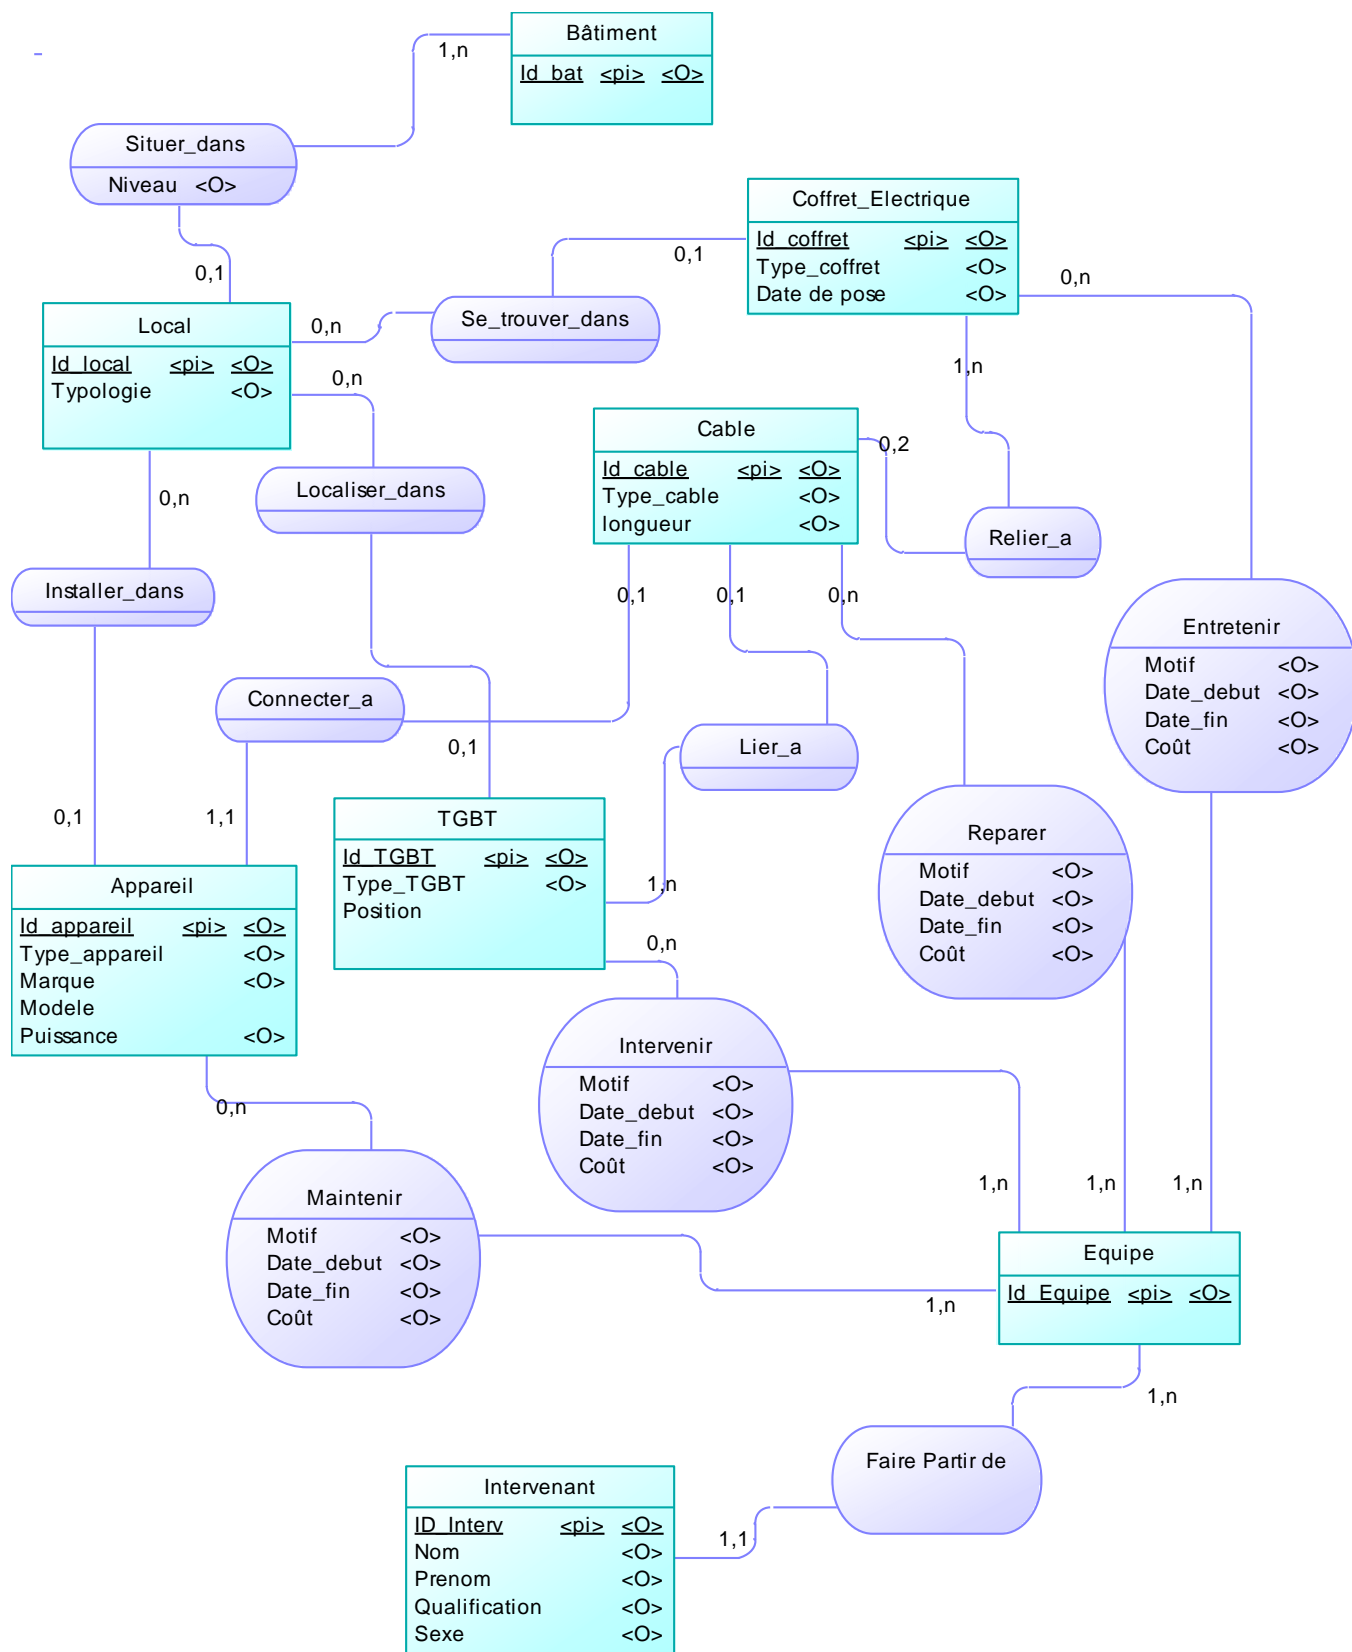 Bâtiment
1,n
Id_bat <pi> <O>
Situer_dans
Niveau <O>
0,1
Coffret_Electrique
Id_coffret <pi> <O>
Type_coffret <O>
Date de pose <O>
0,1
0,n
Se_trouver_dans
0,n
Local
Id_local <pi> <O>
Typologie <O>
0,n
1,n
Cable
Id_cable <pi> <O>
Type_cable <O>
longueur <O>
0,2
Localiser_dans
0,n
Relier_a
Installer_dans
0,1
0,1
0,n
Entretenir
Motif <O>
Date_debut <O>
Date_fin <O>
Coût <O>
Connecter_a
0,1
Lier_a
0,1
1,1
TGBT
Id_TGBT <pi> <O>
Type_TGBT <O>
Position
1,n
0,n
Reparer
Motif <O>
Date_debut <O>
Date_fin <O>
Coût <O>
Appareil
Id_appareil <pi> <O>
Type_appareil <O>
Marque <O>
Modele
Puissance <O>
0,n
Intervenir
Motif <O>
Date_debut <O>
Date_fin <O>
Coût <O>
1,n
1,n
1,n
Maintenir
Motif <O>
Date_debut <O>
Date_fin <O>
Coût <O>
1,n
Equipe
Id_Equipe <pi> <O>
1,n
Faire Partir de
Intervenant
ID_Interv <pi> <O>
Nom <O>
Prenom <O>
Qualification <O>
Sexe <O>
1,1